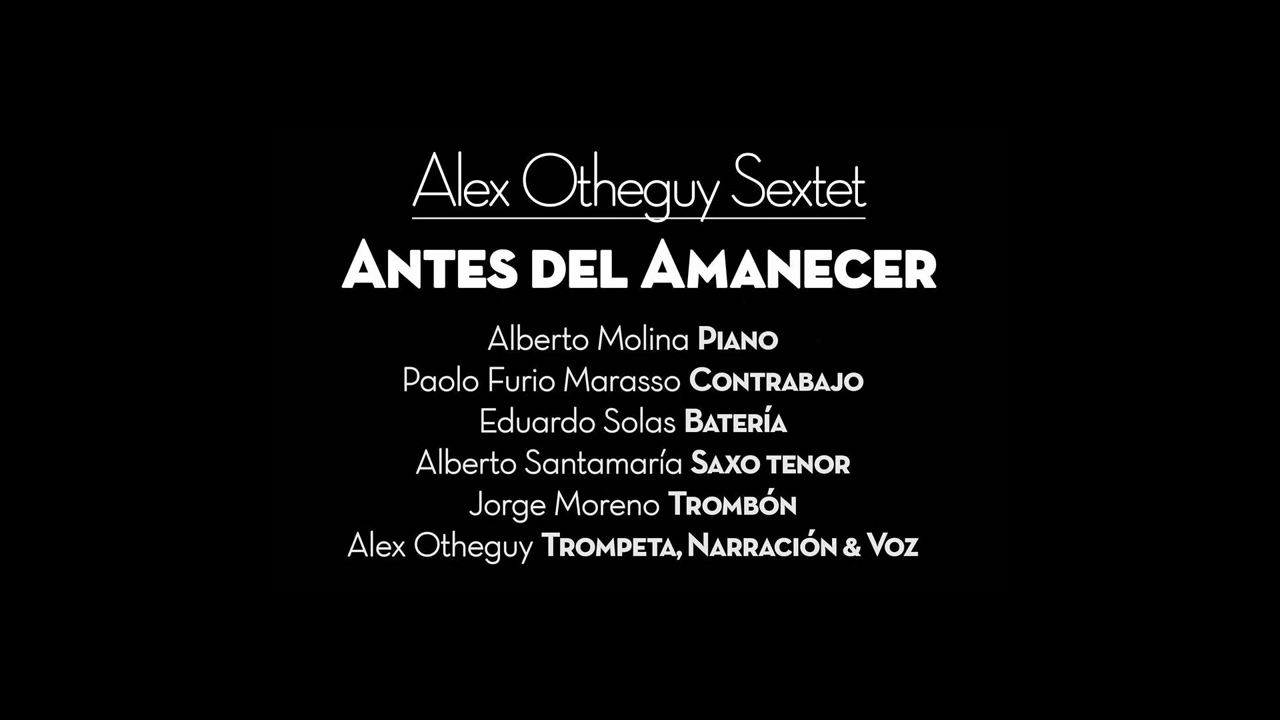 Alex Otheguy Sextet
Antes del Amanecer
Alberto Molina Piano
Paolo Furio Marasso Contrabajo
Eduardo Solas Batería
Alberto Santamaría Saxo tenor
Jorge Moreno Trombón
Alex Otheguy Trompeta, Narración & Voz